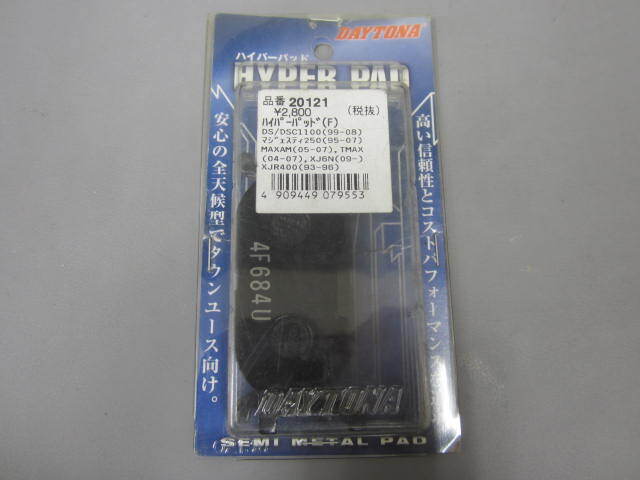 DAYTONA
ハイパーパッド
HYPER PAD
品番 20121
¥2,800 (税抜)
ﾊｲﾊﾟｰﾊﾟｯﾄﾞ(F)
DS/DSC1100(99-08)
ﾏｼﾞｪｽﾃｨ250(95-07)
MAXAM(05-07),TMAX
(04-07),XJ6N(09-)
XJR400(93-96)
4 909449 079553
高い信頼性とコストパフォーマンス
安心の全天候型でタウンユース向け。
4F684U
DAYTONA
SEMI METAL PAD